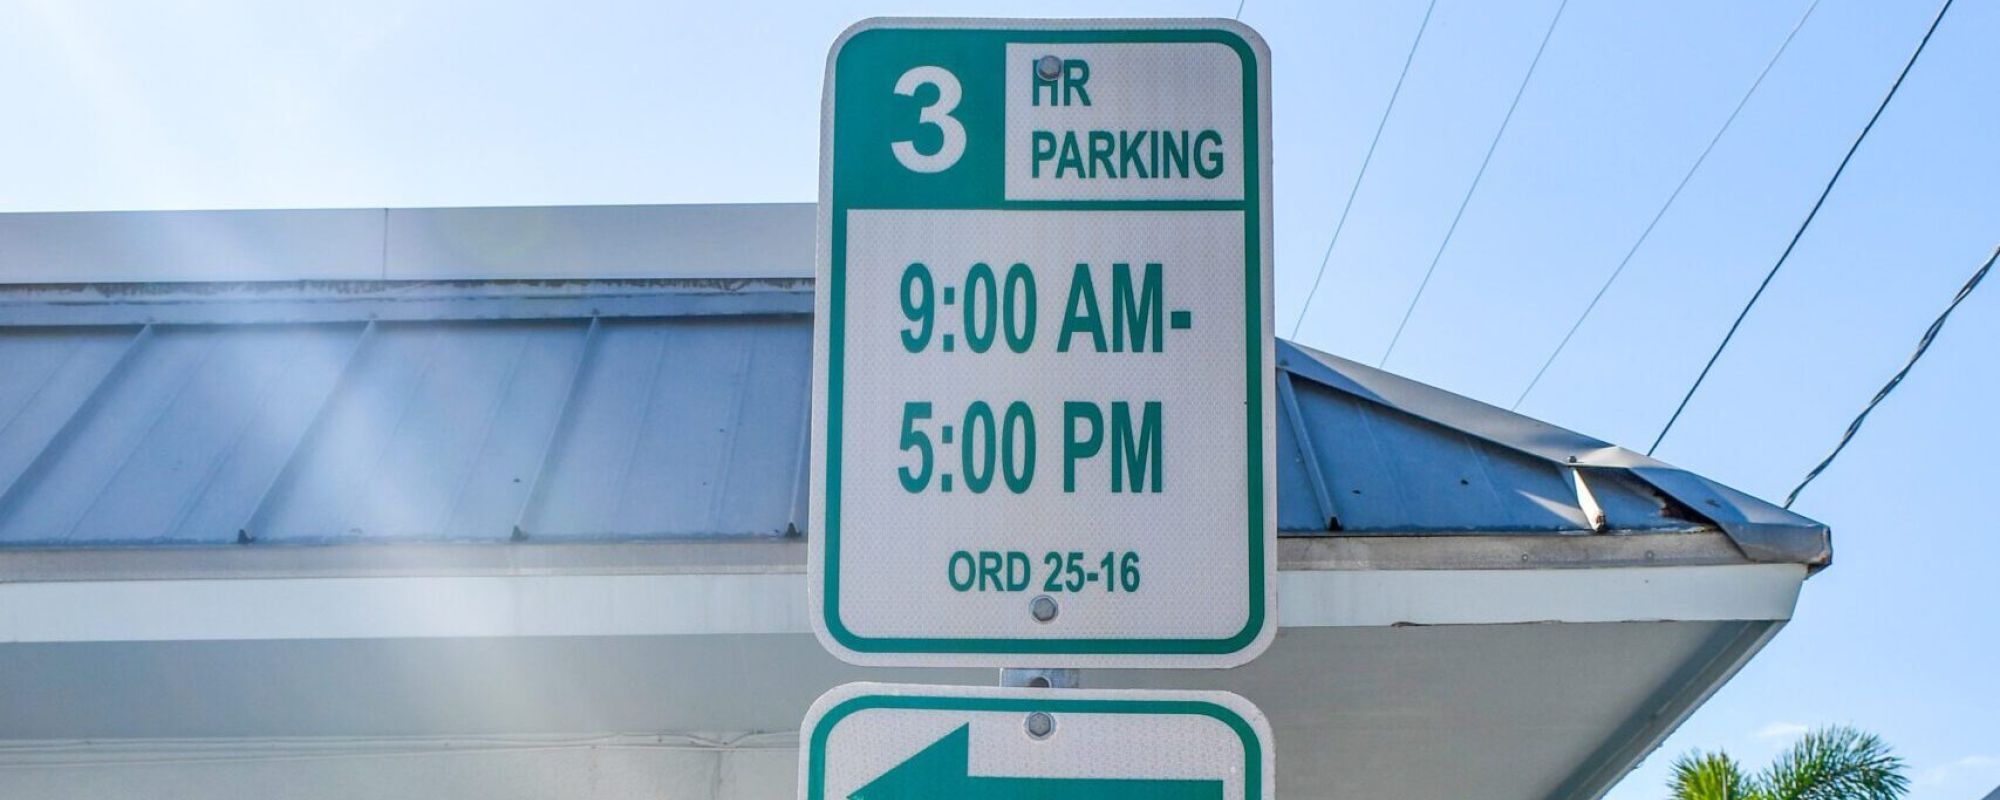 3 HR
PARKING
9:00 AM-
5:00 PM
ORD 25-16